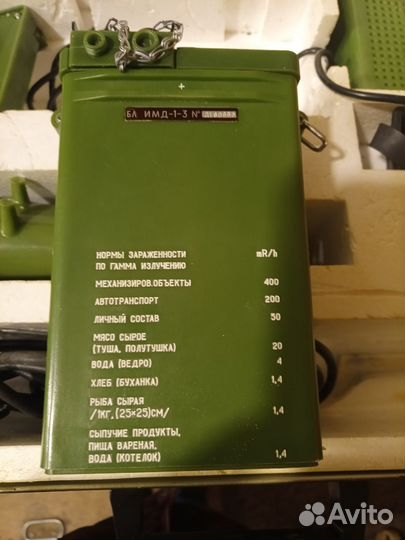 +
БЛ ИМД-1-3 №
НОРМЫ ЗАРАЖЕННОСТИ mR/h
ПО ГАММА ИЗЛУЧЕНИЮ
МЕХАНИЗИРОВ.ОБЪЕКТЫ 400
АВТОТРАНСПОРТ 200
ЛИЧНЫЙ СОСТАВ 50
МЯСО СЫРОЕ
(ТУША, ПОЛУТУШКА) 20
ВОДА (ВЕДРО) 4
ХЛЕБ (БУХАНКА) 1,4
РЫБА СЫРАЯ
/1КГ,(25×25)СМ/ 1,4
СЫПУЧИЕ ПРОДУКТЫ,
ПИЩА ВАРЕНАЯ,
ВОДА (КОТЕЛОК) 1,4
Avito